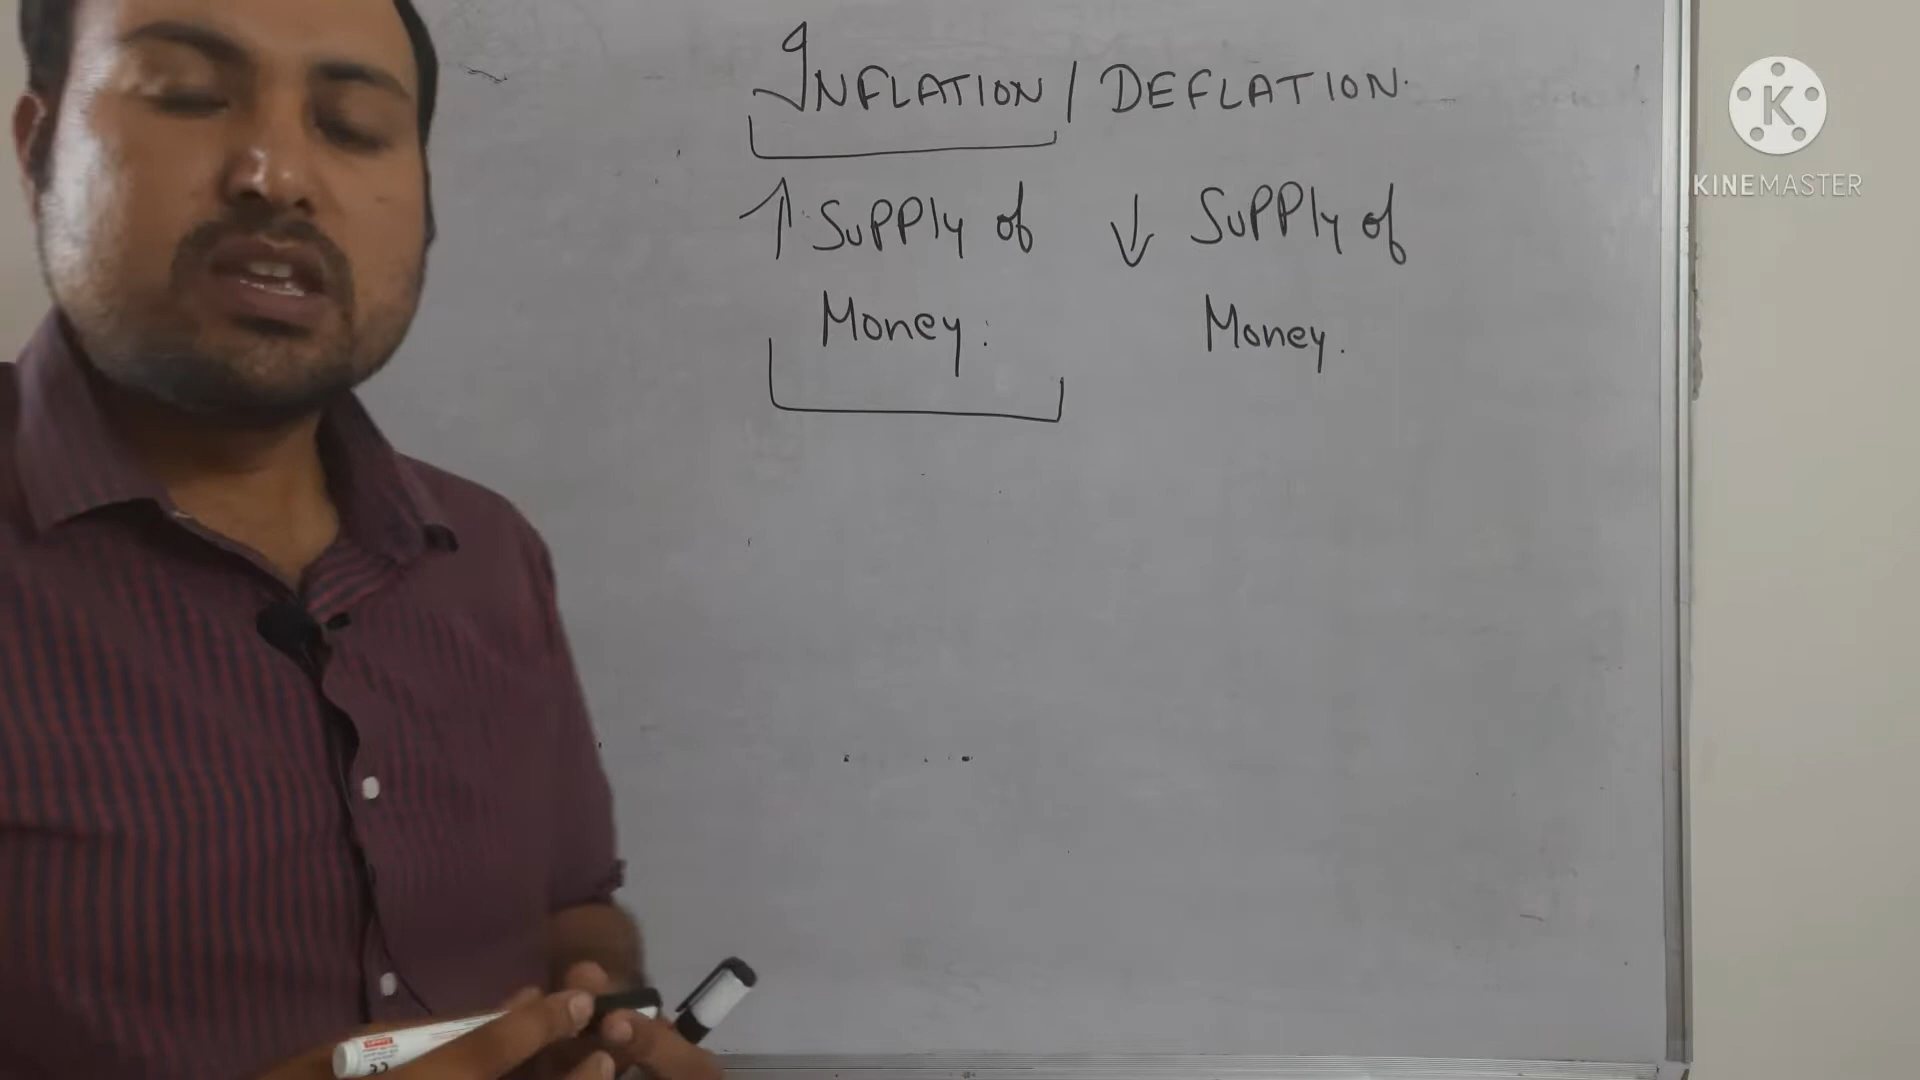 INFLATION / DEFLATION.
↑ Supply of ↓ Supply of
Money: Money.
K
KINEMASTER